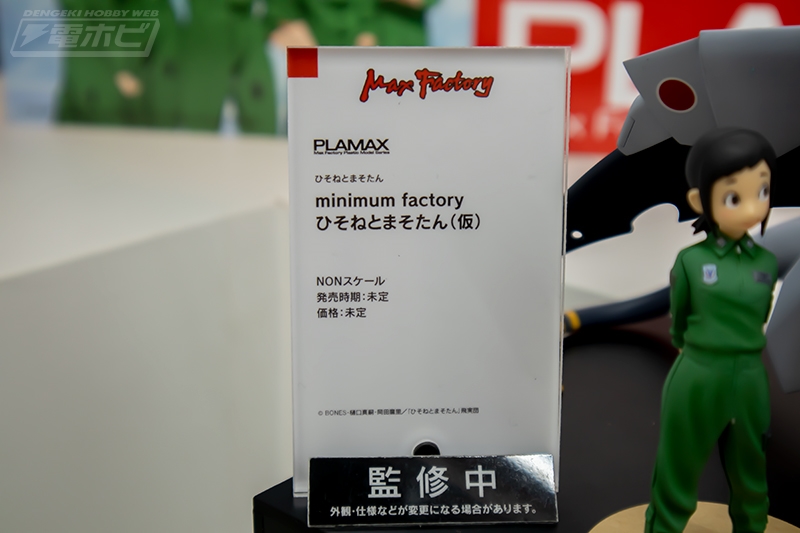 DENGEKI HOBBY WEB
電ホビ
PLA
Max Factory
PLAMAX
Max Factory Plastic Model Series
ひそねとまそたん
minimum factory
ひそねとまそたん(仮)
NONスケール
発売時期:未定
価格:未定
© BONES・樋口真嗣・岡田麿里/「ひそねとまそたん」飛実団
監修中
外観・仕様などが変更になる場合があります。